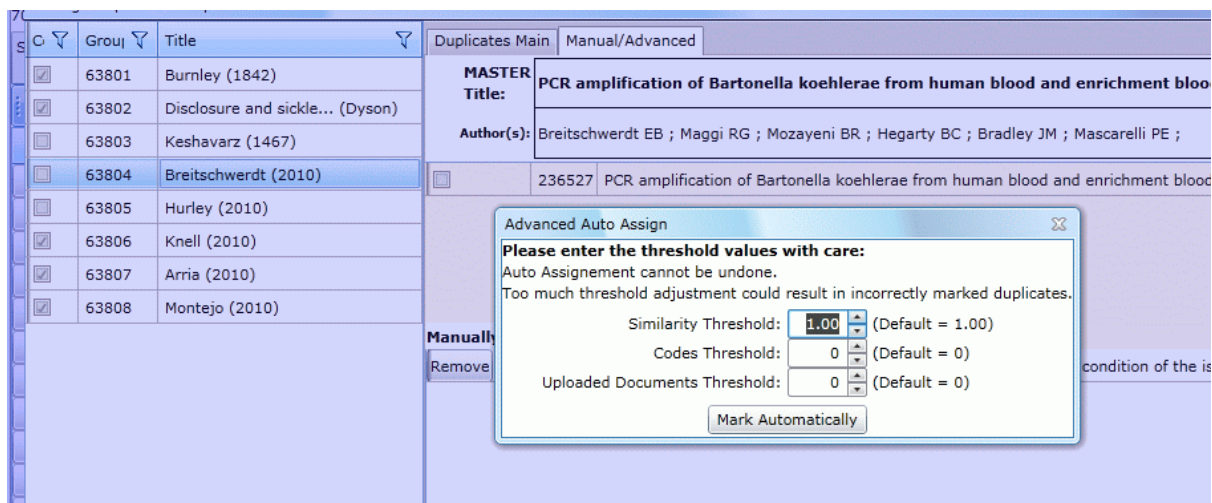 70
S
C
Grou
Title
63801
Burnley (1842)
63802
Disclosure and sickle... (Dyson)
63803
Keshavarz (1467)
63804
Breitschwerdt (2010)
63805
Hurley (2010)
63806
Knell (2010)
63807
Arria (2010)
63808
Montejo (2010)
Duplicates Main
Manual/Advanced
MASTER Title:
PCR amplification of Bartonella koehlerae from human blood and enrichment bloo
Author(s):
Breitschwerdt EB ; Maggi RG ; Mozayeni BR ; Hegarty BC ; Bradley JM ; Mascarelli PE ;
236527
PCR amplification of Bartonella koehlerae from human blood and enrichment blood
Advanced Auto Assign
Please enter the threshold values with care:
Auto Assignement cannot be undone.
Too much threshold adjustment could result in incorrectly marked duplicates.
Similarity Threshold: 1.00 (Default = 1.00)
Codes Threshold: 0 (Default = 0)
Uploaded Documents Threshold: 0 (Default = 0)
Mark Automatically
Manually
Remove
condition of the is